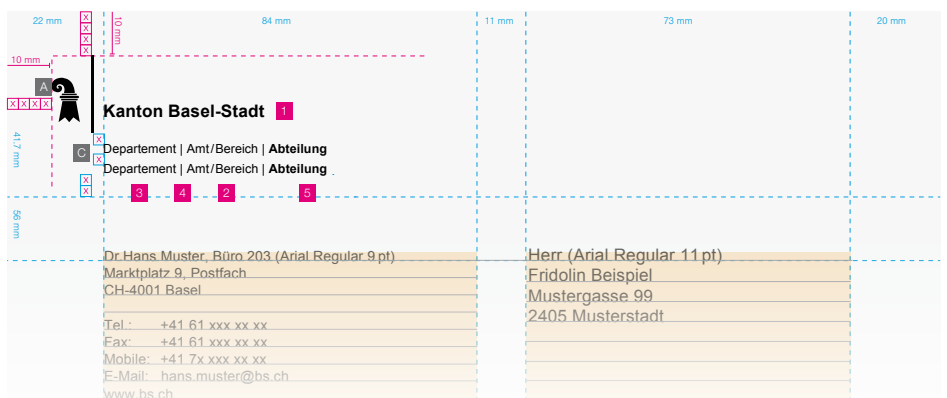 22 mm 84 mm 11 mm 73 mm 20 mm
X
X
X
X
10 mm
10 mm
A
X X X X
Kanton Basel-Stadt 1
X
C Departement | Amt/Bereich | Abteilung
X
Departement | Amt/Bereich | Abteilung
41.7 mm
X
X
3 4 2 5
56 mm
Dr Hans Muster, Büro 203 (Arial Regular 9 pt)
Marktplatz 9, Postfach
CH-4001 Basel
Tel.: +41 61 xxx xx xx
Fax: +41 61 xxx xx xx
Mobile: +41 7x xxx xx xx
E-Mail: hans.muster@bs.ch
www.bs.ch
Herr (Arial Regular 11 pt)
Fridolin Beispiel
Mustergasse 99
2405 Musterstadt